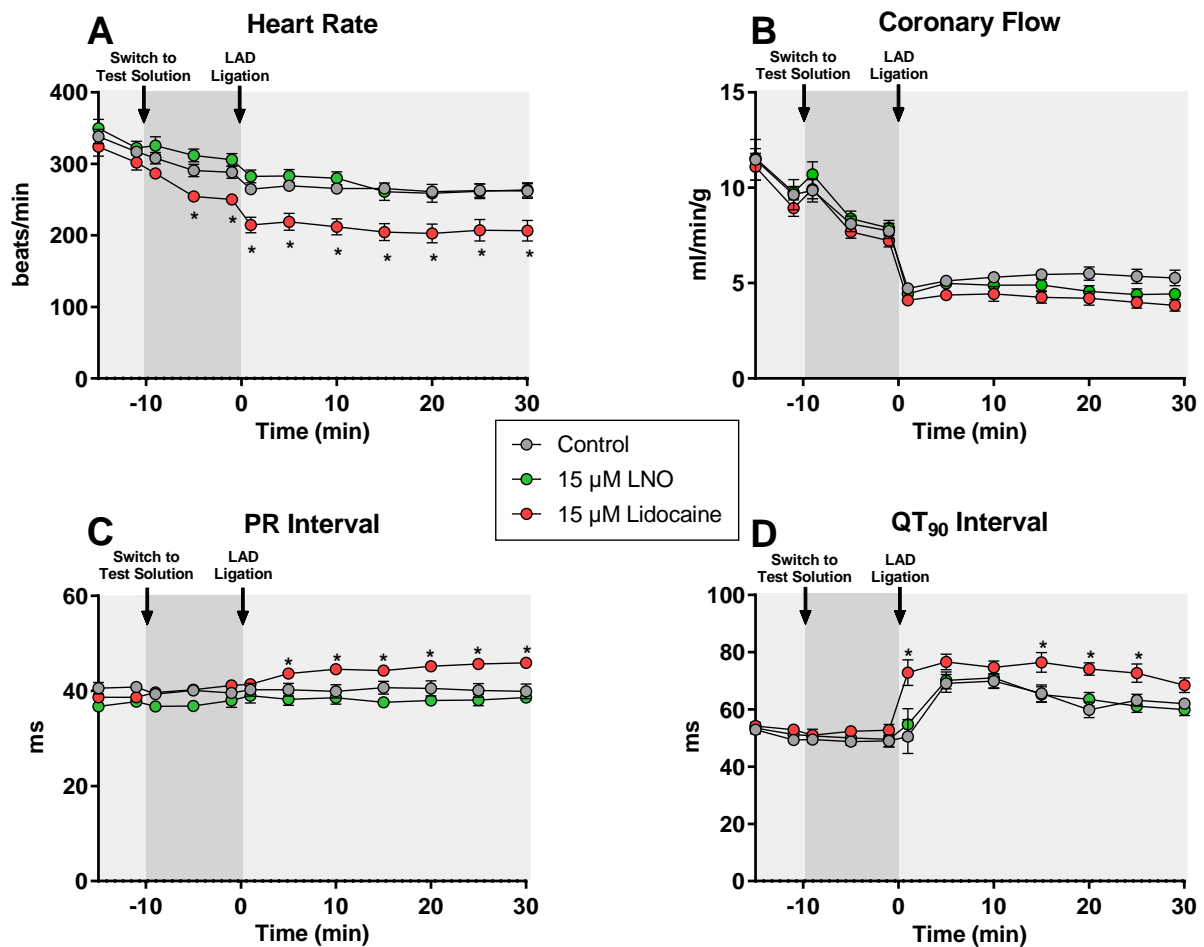 A
Heart Rate
Switch to
Test Solution
LAD
Ligation
400
300
200
100
0
beats/min
-10
0
10
20
30
Time (min)
*
*
*
*
*
*
*
*
*
B
Coronary Flow
Switch to
Test Solution
LAD
Ligation
15
10
5
0
ml/min/g
-10
0
10
20
30
Time (min)
Control
15 µM LNO
15 µM Lidocaine
C
PR Interval
Switch to
Test Solution
LAD
Ligation
60
40
20
0
ms
-10
0
10
20
30
Time (min)
*
*
*
*
*
*
D
QT90 Interval
Switch to
Test Solution
LAD
Ligation
100
80
60
40
20
0
ms
-10
0
10
20
30
Time (min)
*
*
*
*